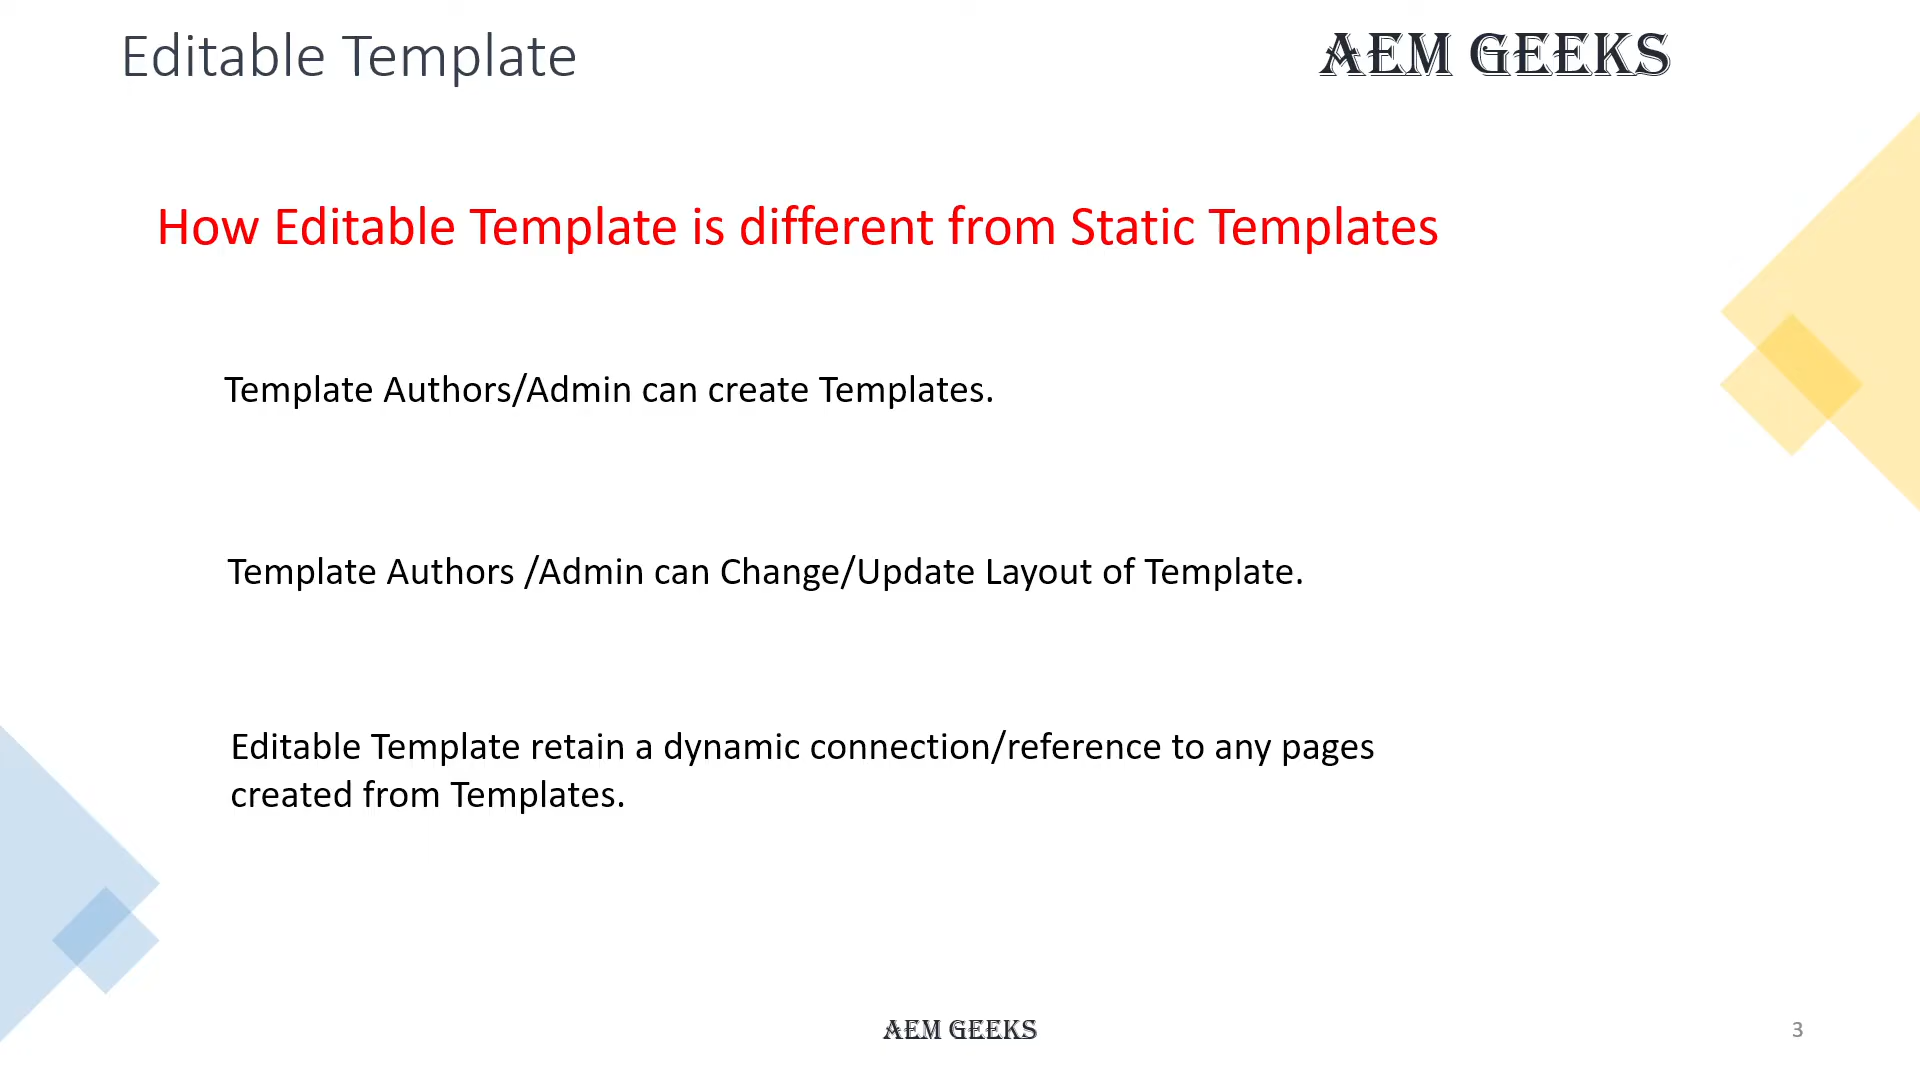 Editable Template
AEM GEEKS
How Editable Template is different from Static Templates
Template Authors/Admin can create Templates.
Template Authors /Admin can Change/Update Layout of Template.
Editable Template retain a dynamic connection/reference to any pages
created from Templates.
AEM GEEKS
3